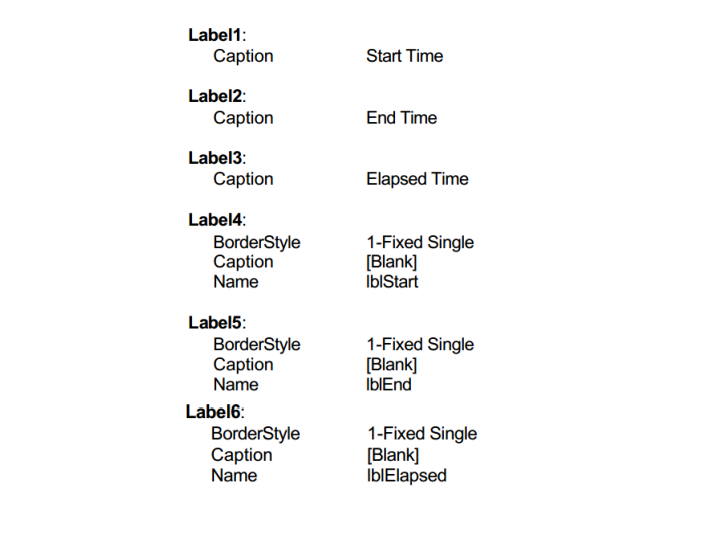 Label1:
Caption Start Time
Label2:
Caption End Time
Label3:
Caption Elapsed Time
Label4:
BorderStyle 1-Fixed Single
Caption [Blank]
Name lblStart
Label5:
BorderStyle 1-Fixed Single
Caption [Blank]
Name lblEnd
Label6:
BorderStyle 1-Fixed Single
Caption [Blank]
Name lblElapsed